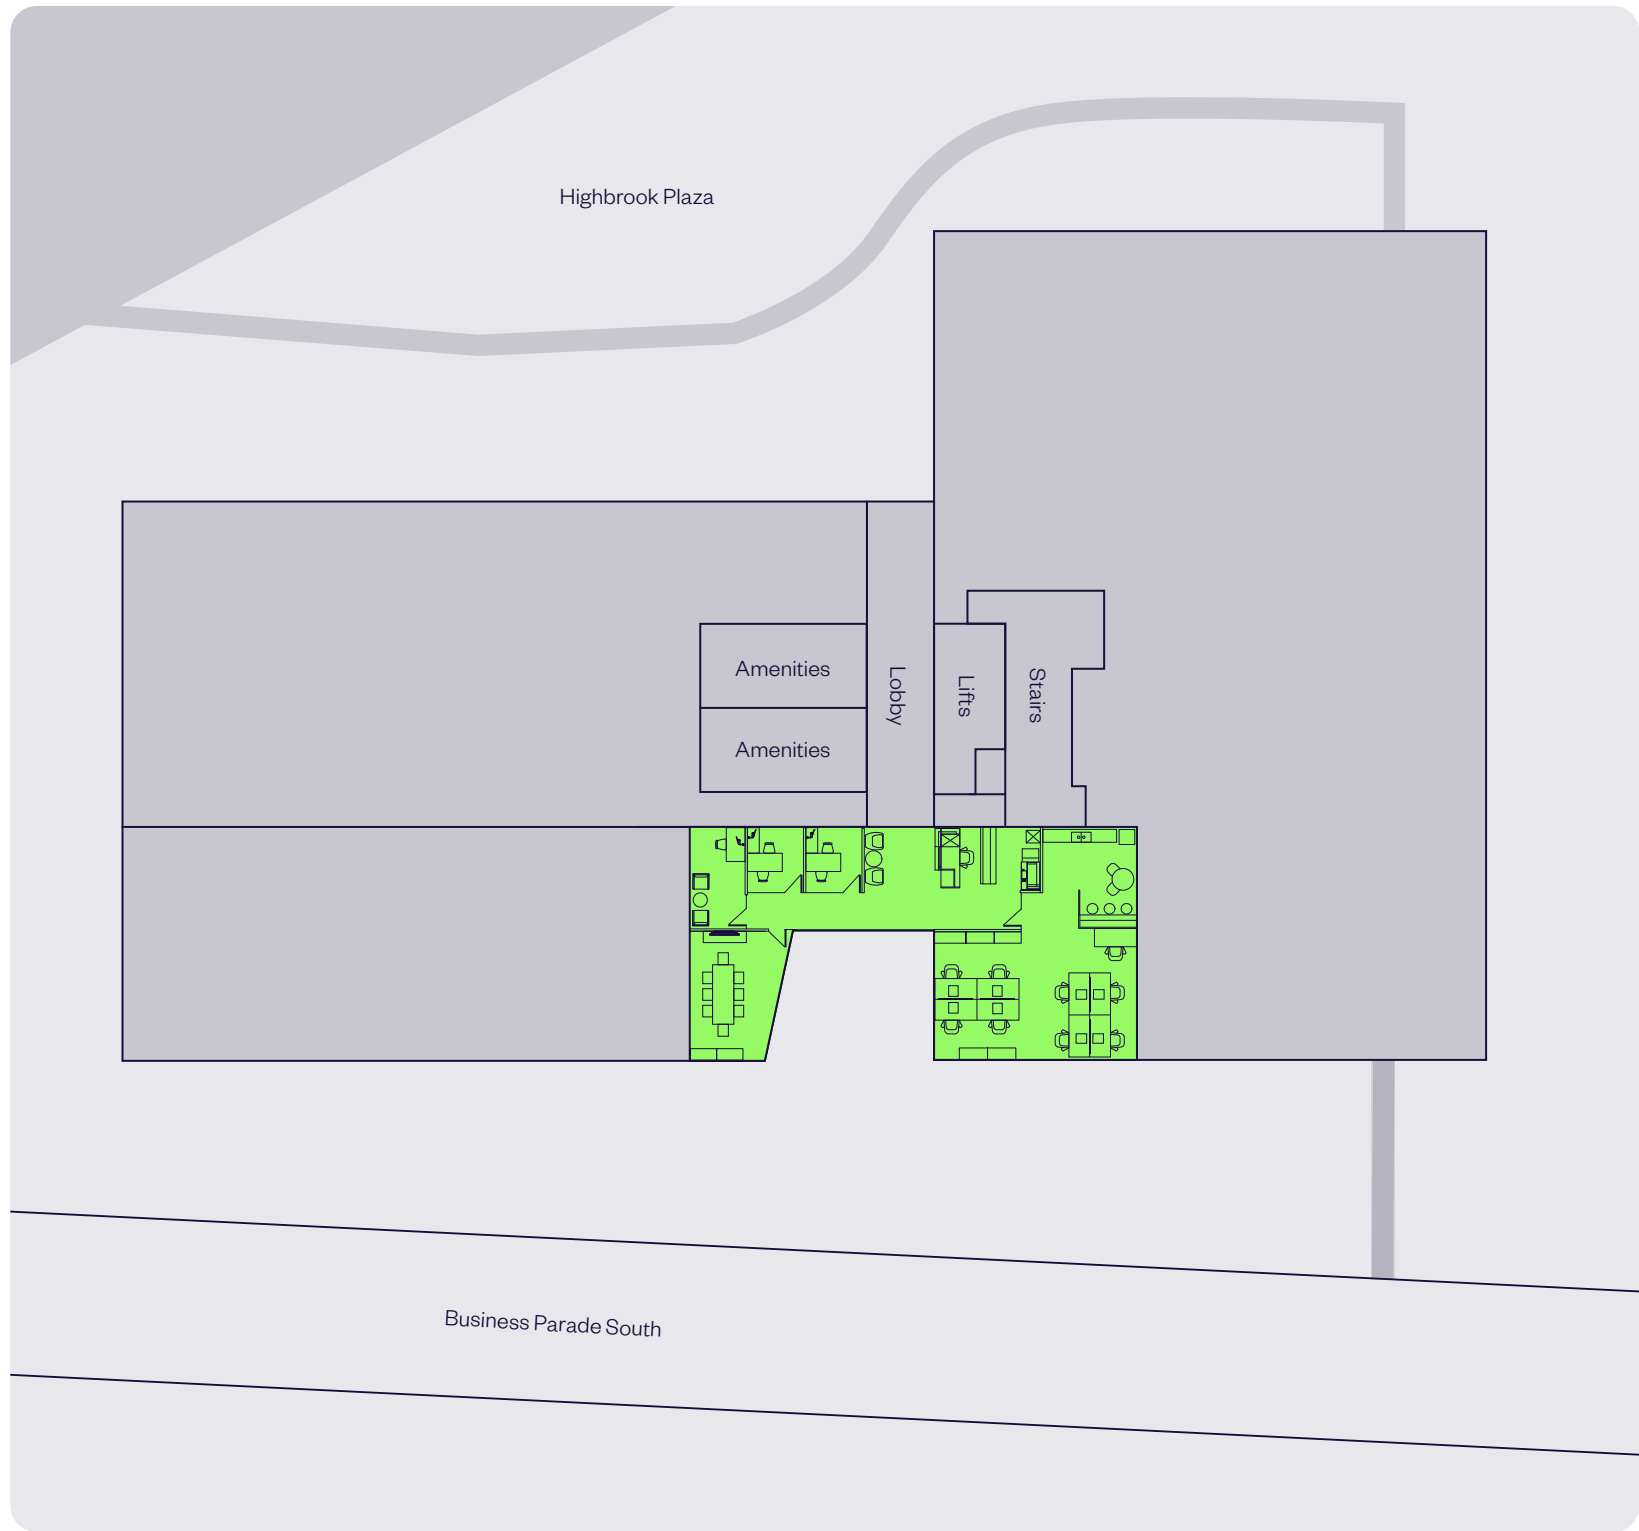 Highbrook Plaza
Amenities
Amenities
Lobby
Lifts
Stairs
Business Parade South